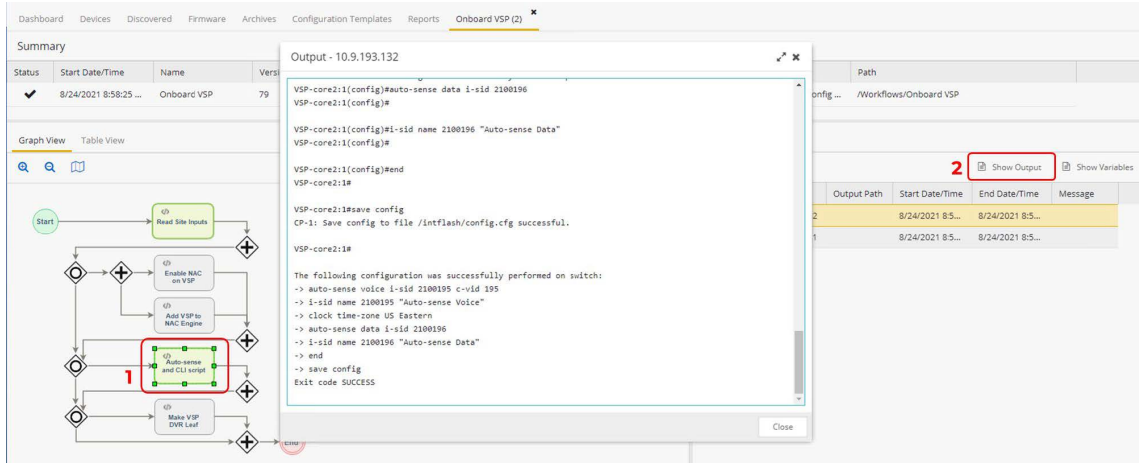 Dashboard Devices Discovered Firmware Archives Configuration Templates Reports Onboard VSP (2)
Summary
Status Start Date/Time Name Path
8/24/2021 8:58:25 ... Onboard VSP 79 /Workflows/Onboard VSP
Graph View Table View
Start
Read Site Inputs
Enable NAC
on VSP
Add VSP to
NAC Engine
1
Auto-sense
and CLI script
Make VSP
DVR Leaf
Output - 10.9.193.132
VSP-core2:1(config)#auto-sense data i-sid 2100196
VSP-core2:1(config)#
VSP-core2:1(config)#i-sid name 2100196 "Auto-sense Data"
VSP-core2:1(config)#
VSP-core2:1(config)#end
VSP-core2:1#
VSP-core2:1#save config
CP-1: Save config to file /intflash/config.cfg successful.
VSP-core2:1#
The following configuration was successfully performed on switch:
-> auto-sense voice i-sid 2100195 c-vid 195
-> i-sid name 2100195 "Auto-sense Voice"
-> clock time-zone US Eastern
-> auto-sense data i-sid 2100196
-> i-sid name 2100196 "Auto-sense Data"
-> end
-> save config
Exit code SUCCESS
Close
2 Show Output Show Variables
Output Path Start Date/Time End Date/Time Message
8/24/2021 8:5... 8/24/2021 8:5...
8/24/2021 8:5... 8/24/2021 8:5...